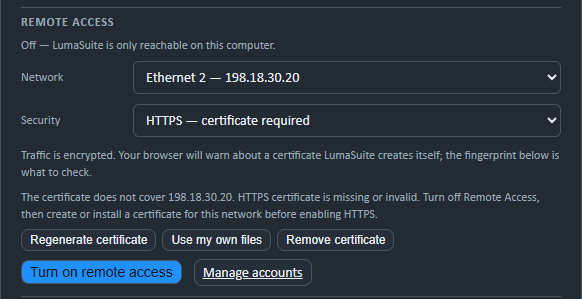 REMOTE ACCESS
Off — LumaSuite is only reachable on this computer.
Network
Ethernet 2 — 198.18.30.20
Security
HTTPS — certificate required
Traffic is encrypted. Your browser will warn about a certificate LumaSuite creates itself; the fingerprint below is
what to check.
The certificate does not cover 198.18.30.20. HTTPS certificate is missing or invalid. Turn off Remote Access,
then create or install a certificate for this network before enabling HTTPS.
Regenerate certificate
Use my own files
Remove certificate
Turn on remote access
Manage accounts